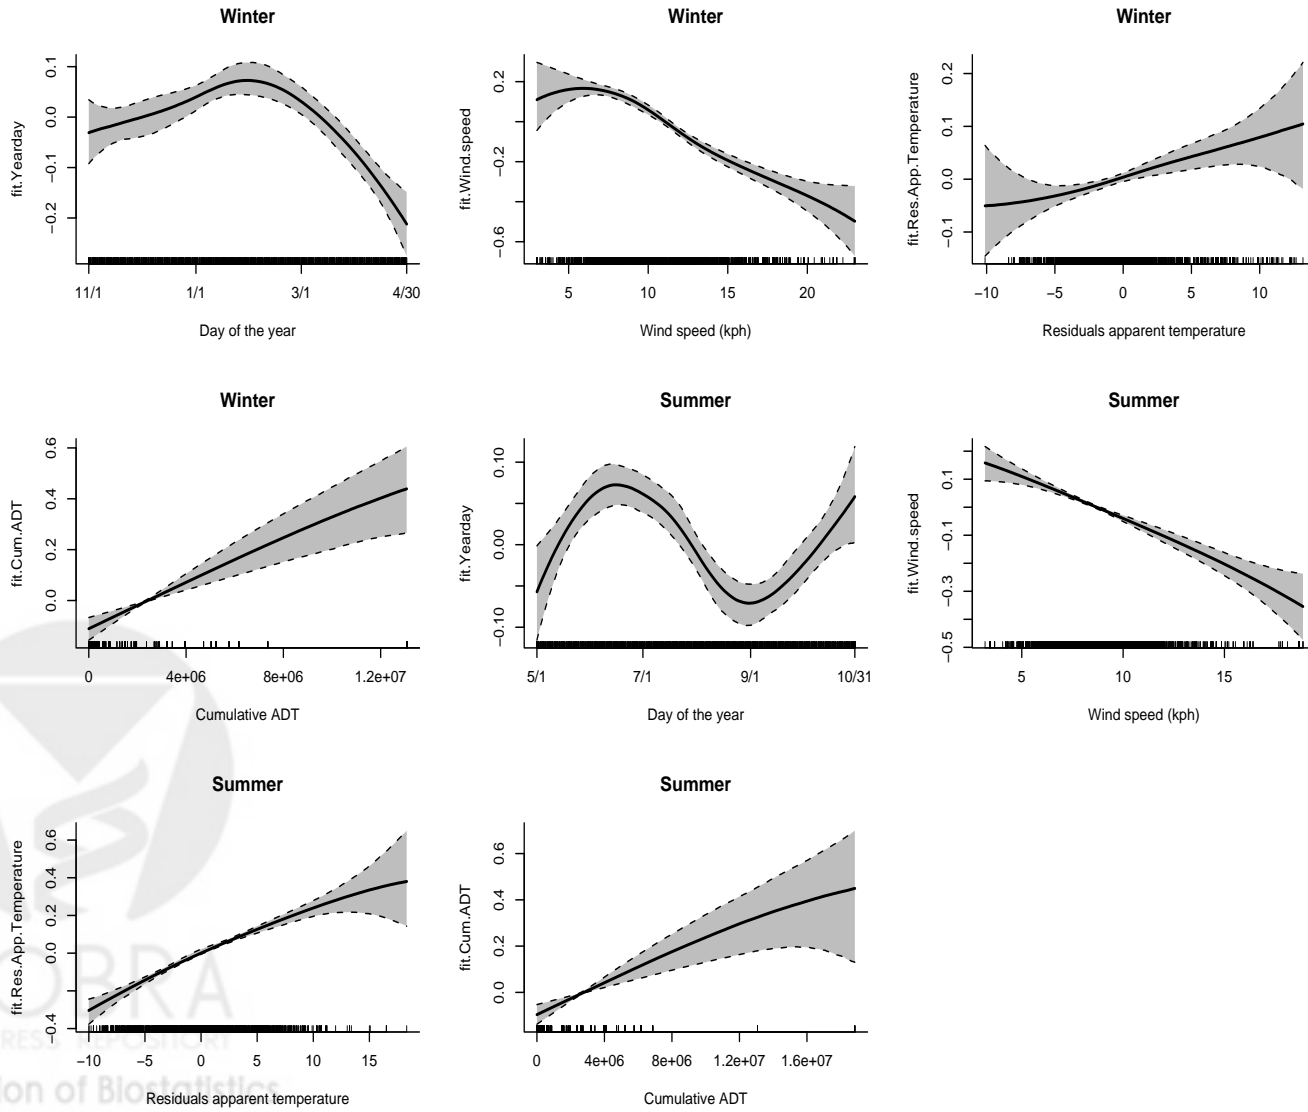 Winter
fit.Yearday
0.1
0.0
−0.1
−0.2
11/1 1/1 3/1 4/30
Day of the year
Winter
fit.Wind.speed
0.2
−0.2
−0.6
5 10 15 20
Wind speed (kph)
Winter
fit.Res.App.Temperature
0.2
0.1
0.0
−0.1
−10 −5 0 5 10
Residuals apparent temperature
Winter
fit.Cum.ADT
0.6
0.4
0.2
0.0
0 4e+06 8e+06 1.2e+07
Cumulative ADT
Summer
fit.Yearday
0.10
0.00
−0.10
5/1 7/1 9/1 10/31
Day of the year
Summer
fit.Wind.speed
0.1
−0.1
−0.3
−0.5
5 10 15
Wind speed (kph)
Summer
fit.Res.App.Temperature
0.6
0.4
0.2
0.0
−0.4
−10 −5 0 5 10 15
Residuals apparent temperature
Summer
fit.Cum.ADT
0.6
0.4
0.2
0.0
0 4e+06 8e+06 1.2e+07 1.6e+07
Cumulative ADT
OBRA
PRESS REPOSITORY
ion of Biostatistics